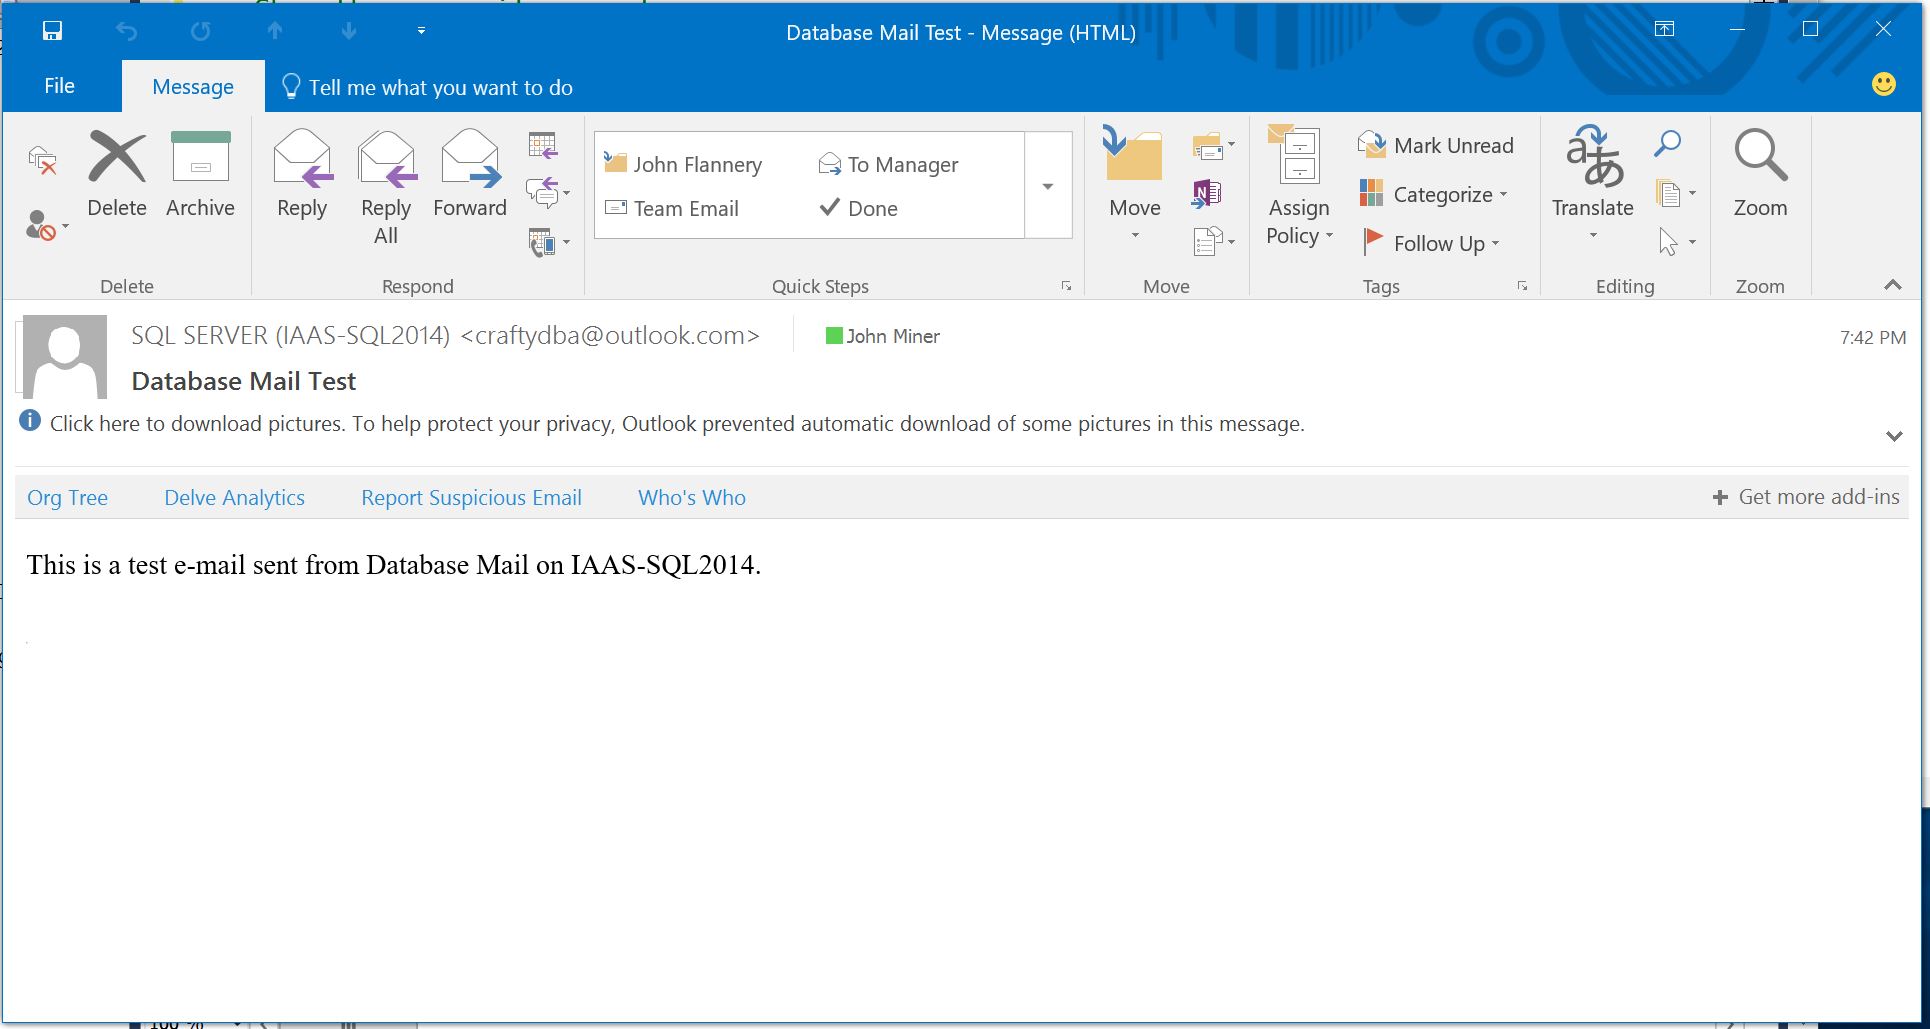 Database Mail Test - Message (HTML)
File
Message
Tell me what you want to do
Delete
Archive
Reply
Reply All
Forward
John Flannery
To Manager
Team Email
Done
Move
Assign Policy
Mark Unread
Categorize
Follow Up
Translate
Zoom
Delete
Respond
Quick Steps
Move
Tags
Editing
Zoom
SQL SERVER (IAAS-SQL2014) <craftydba@outlook.com>
John Miner
7:42 PM
Database Mail Test
Click here to download pictures. To help protect your privacy, Outlook prevented automatic download of some pictures in this message.
Org Tree
Delve Analytics
Report Suspicious Email
Who's Who
+ Get more add-ins
This is a test e-mail sent from Database Mail on IAAS-SQL2014.
100 %